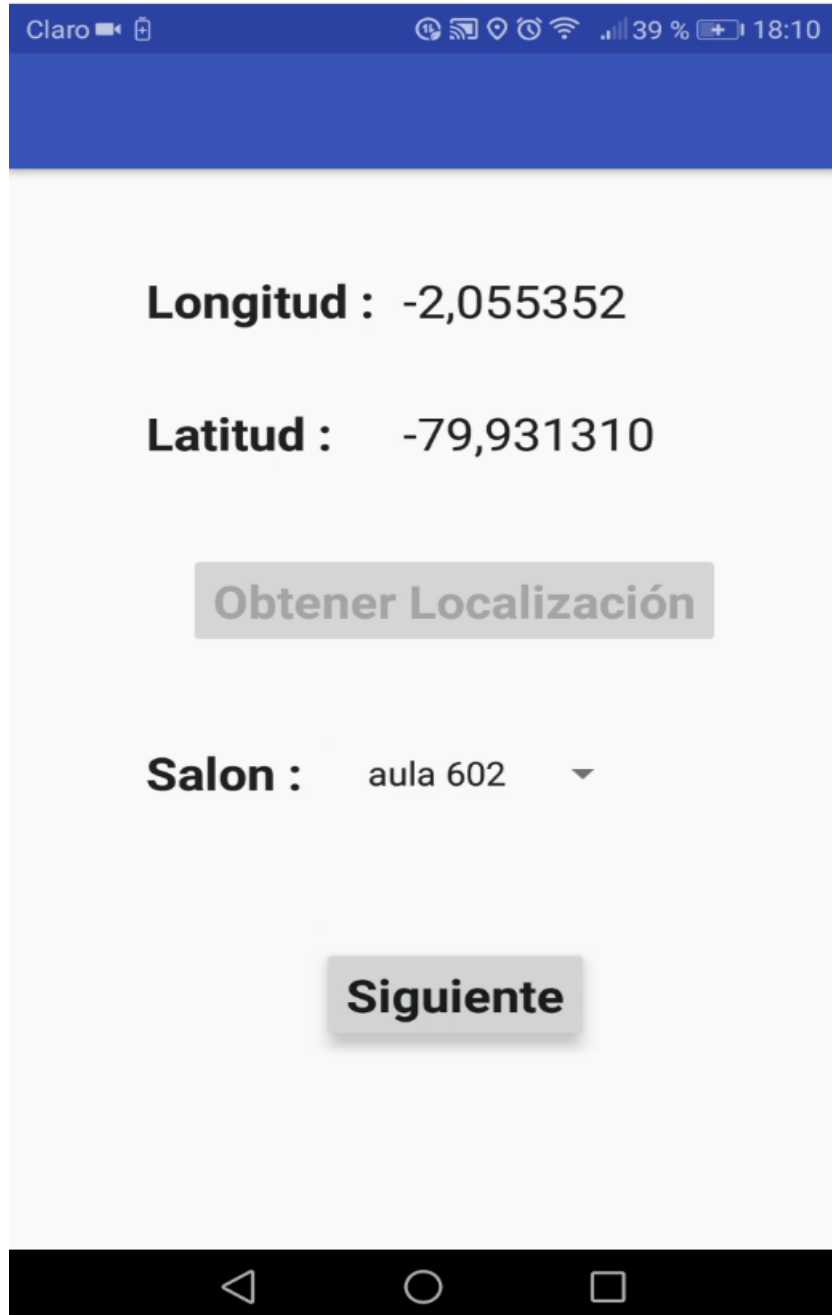 Claro 39 % 18:10
Longitud : -2,055352
Latitud : -79,931310
Obtener Localización
Salon : aula 602
Siguiente